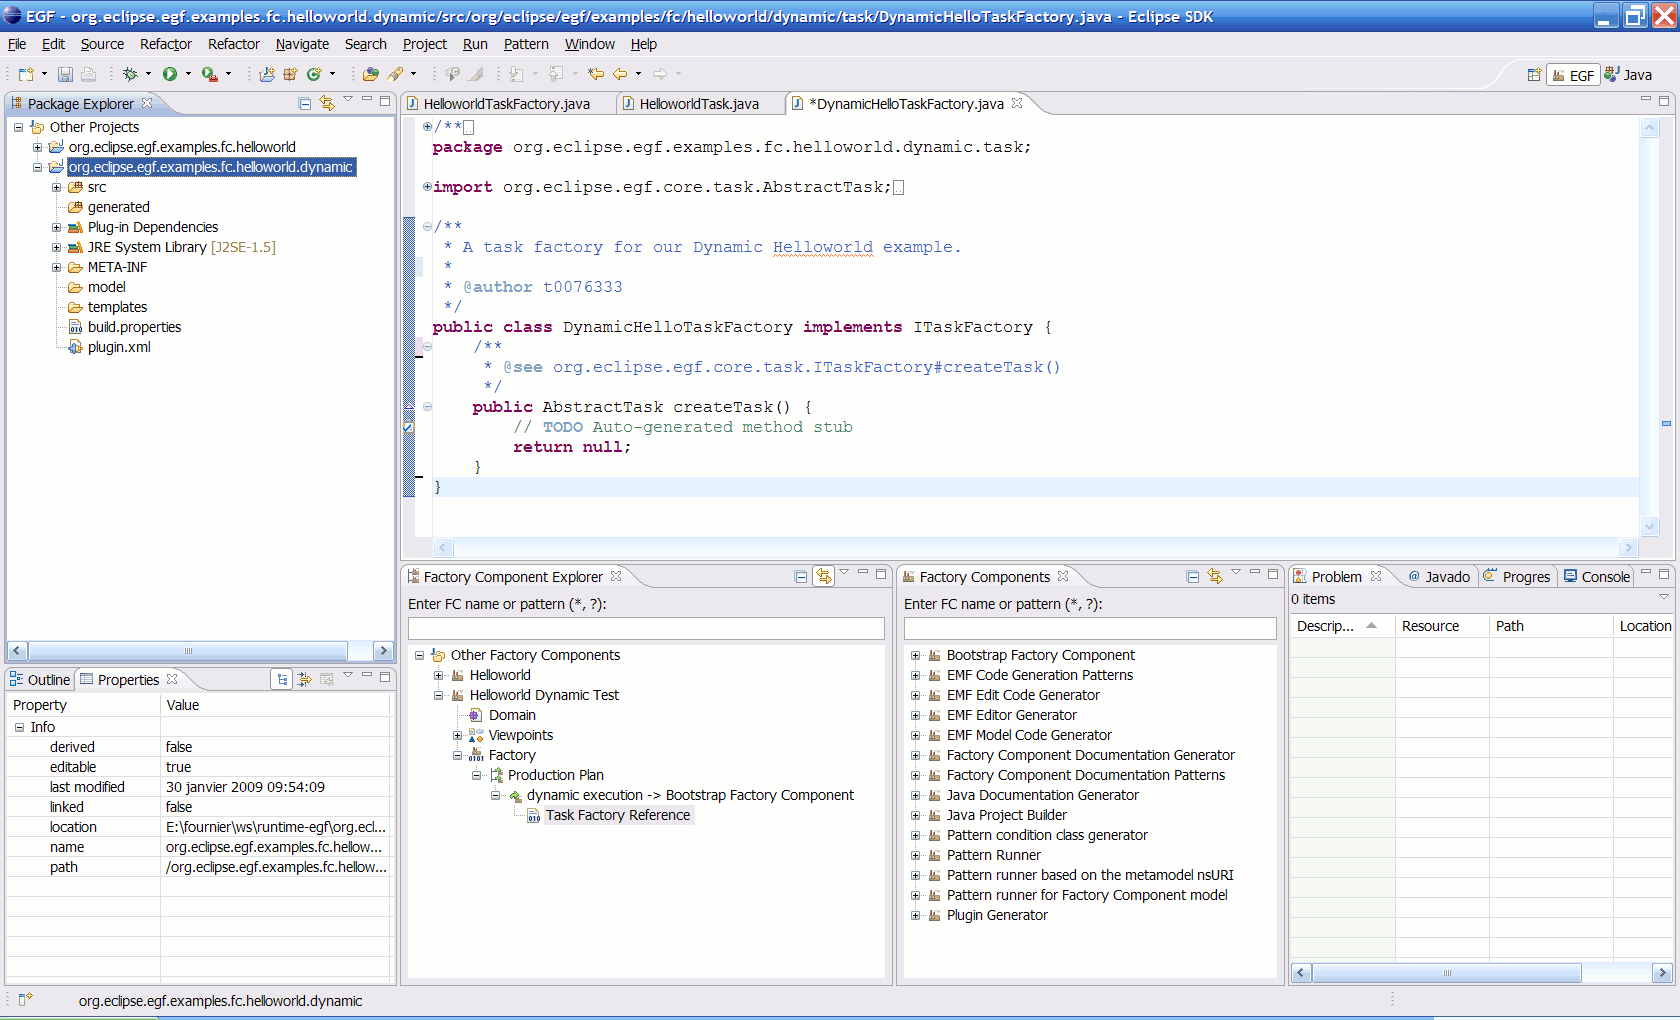 EGF - org.eclipse.egf.examples.fc.helloworld.dynamic/src/org/eclipse/egf/examples/fc/helloworld/dynamic/task/DynamicHelloTaskFactory.java - Eclipse SDK
File Edit Source Refactor Refactor Navigate Search Project Run Pattern Window Help
EGF Java
Package Explorer
Other Projects
org.eclipse.egf.examples.fc.helloworld
org.eclipse.egf.examples.fc.helloworld.dynamic
src
generated
Plug-in Dependencies
JRE System Library [J2SE-1.5]
META-INF
model
templates
build.properties
plugin.xml
HelloworldTaskFactory.java HelloworldTask.java *DynamicHelloTaskFactory.java
/**
package org.eclipse.egf.examples.fc.helloworld.dynamic.task;
import org.eclipse.egf.core.task.AbstractTask;
/**
* A task factory for our Dynamic Helloworld example.
*
* @author t0076333
*/
public class DynamicHelloTaskFactory implements ITaskFactory {
/**
* @see org.eclipse.egf.core.task.ITaskFactory#createTask()
*/
public AbstractTask createTask() {
// TODO Auto-generated method stub
return null;
}
}
Outline Properties
Property Value
Info
derived false
editable true
last modified 30 janvier 2009 09:54:09
linked false
location E:\fournier\ws\runtime-egf\org.ecl...
name org.eclipse.egf.examples.fc.hellow...
path /org.eclipse.egf.examples.fc.hellow...
Factory Component Explorer
Enter FC name or pattern (*, ?):
Other Factory Components
Helloworld
Helloworld Dynamic Test
Domain
Viewpoints
Factory
Production Plan
dynamic execution -> Bootstrap Factory Component
Task Factory Reference
Factory Components
Enter FC name or pattern (*, ?):
Bootstrap Factory Component
EMF Code Generation Patterns
EMF Edit Code Generator
EMF Editor Generator
EMF Model Code Generator
Factory Component Documentation Generator
Factory Component Documentation Patterns
Java Documentation Generator
Java Project Builder
Pattern condition class generator
Pattern Runner
Pattern runner based on the metamodel nsURI
Pattern runner for Factory Component model
Plugin Generator
Problem Javado Progres Console
0 items
Descrip... Resource Path Location
org.eclipse.egf.examples.fc.helloworld.dynamic